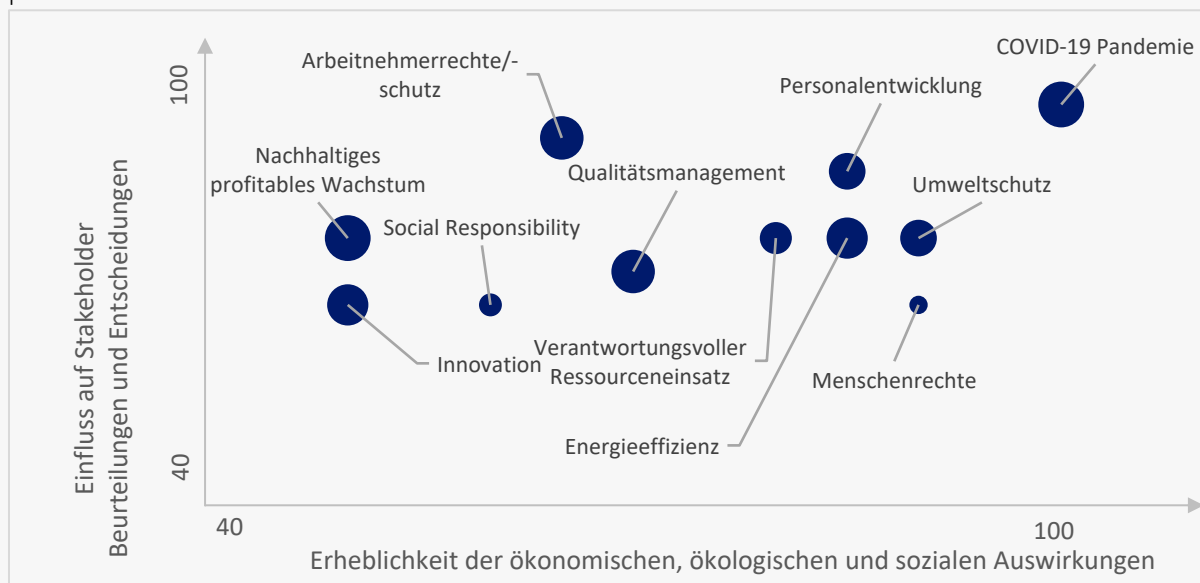 COVID-19 Pandemie
Arbeitnehmerrechte/-
schutz
Personalentwicklung
100
Nachhaltiges
profitables Wachstum
Qualitätsmanagement
Umweltschutz
Social Responsibility
Einfluss auf Stakeholder
Beurteilungen und Entscheidungen
Innovation
Verantwortungsvoller
Ressourceneinsatz
Menschenrechte
Energieeffizienz
40
40
100
Erheblichkeit der ökonomischen, ökologischen und sozialen Auswirkungen